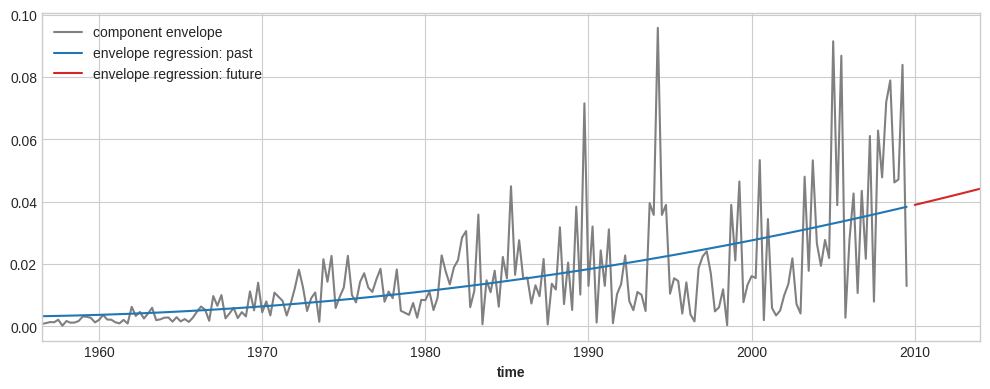 0.10
component envelope
envelope regression: past
envelope regression: future
0.08
0.06
0.04
0.02
0.00
1960 1970 1980 1990 2000 2010
time